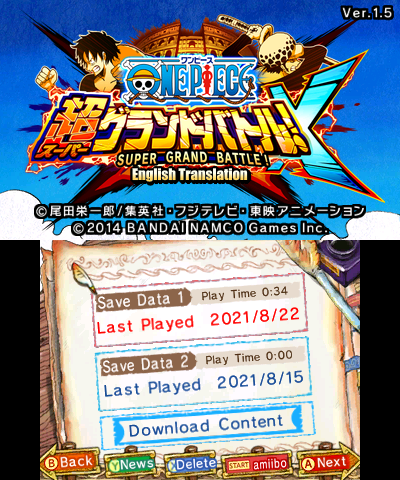 Ver.1.5
ワンピース
ONE PIECE
超スーパーグランドバトル!X
SUPER GRAND BATTLE!
English Translation
©尾田栄一郎/集英社・フジテレビ・東映アニメーション
©2014 BANDAI NAMCO Games Inc.
Save Data 1 Play Time 0:34
Last Played 2021/8/22
Save Data 2 Play Time 0:00
Last Played 2021/8/15
Download Content
B Back Y News X Delete START amiibo A Next